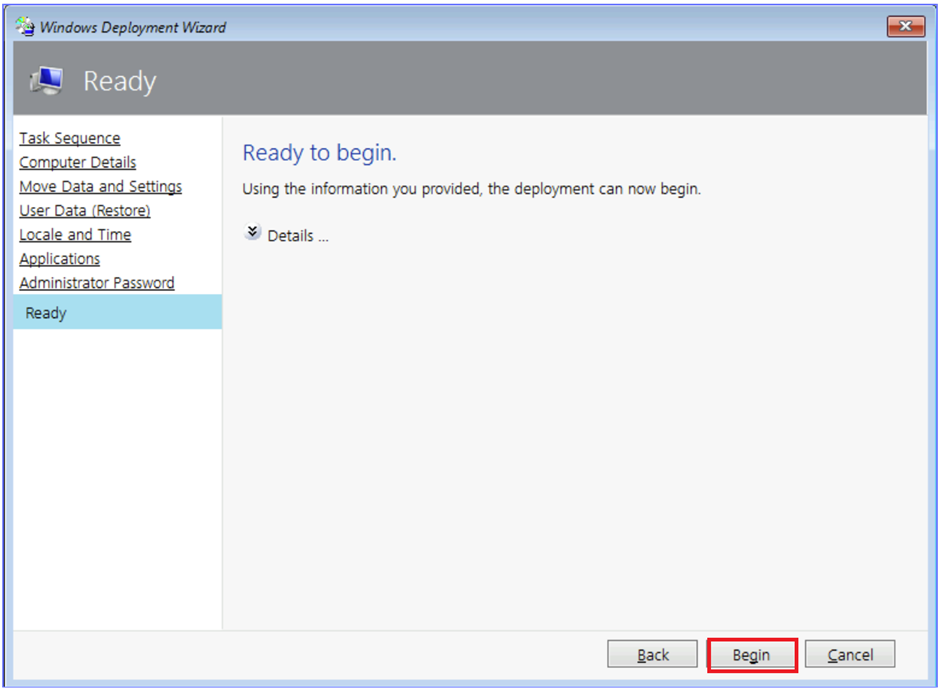 Windows Deployment Wizard
Ready
Task Sequence
Computer Details
Move Data and Settings
User Data (Restore)
Locale and Time
Applications
Administrator Password
Ready
Ready to begin.
Using the information you provided, the deployment can now begin.
Details ...
Back Begin Cancel